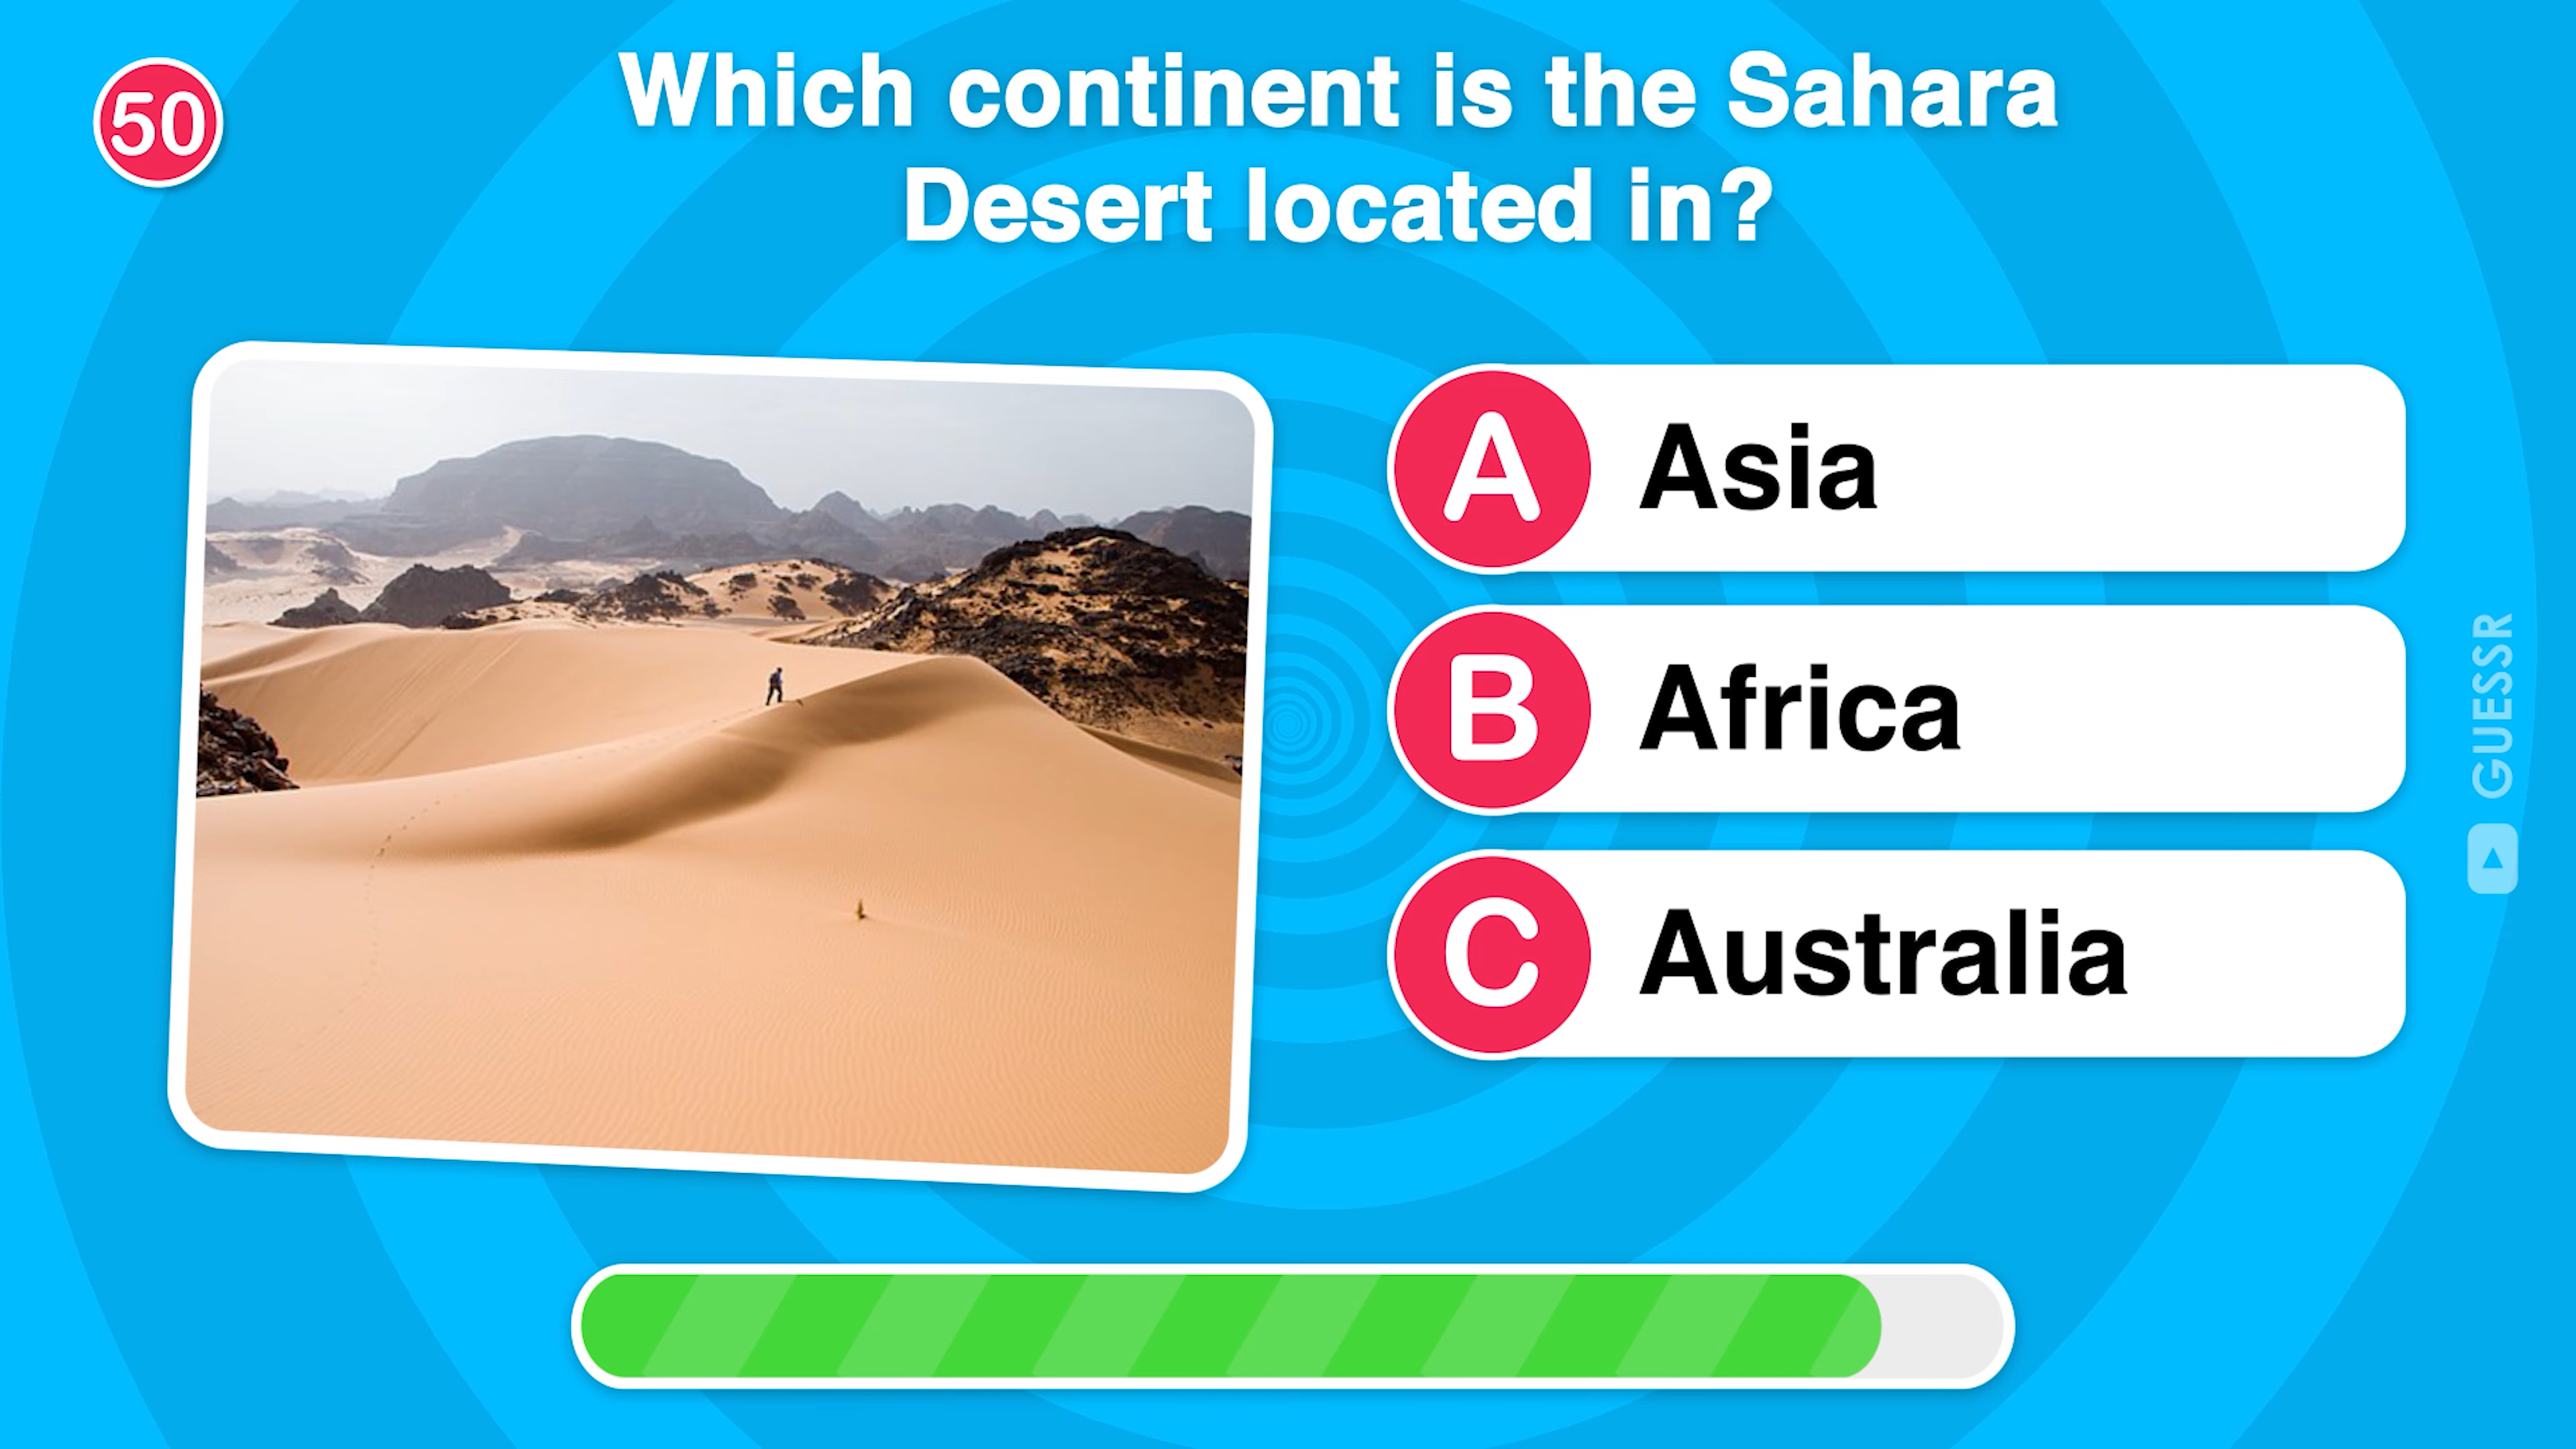 50
Which continent is the Sahara
Desert located in?
A Asia
B Africa
C Australia
GUESSR